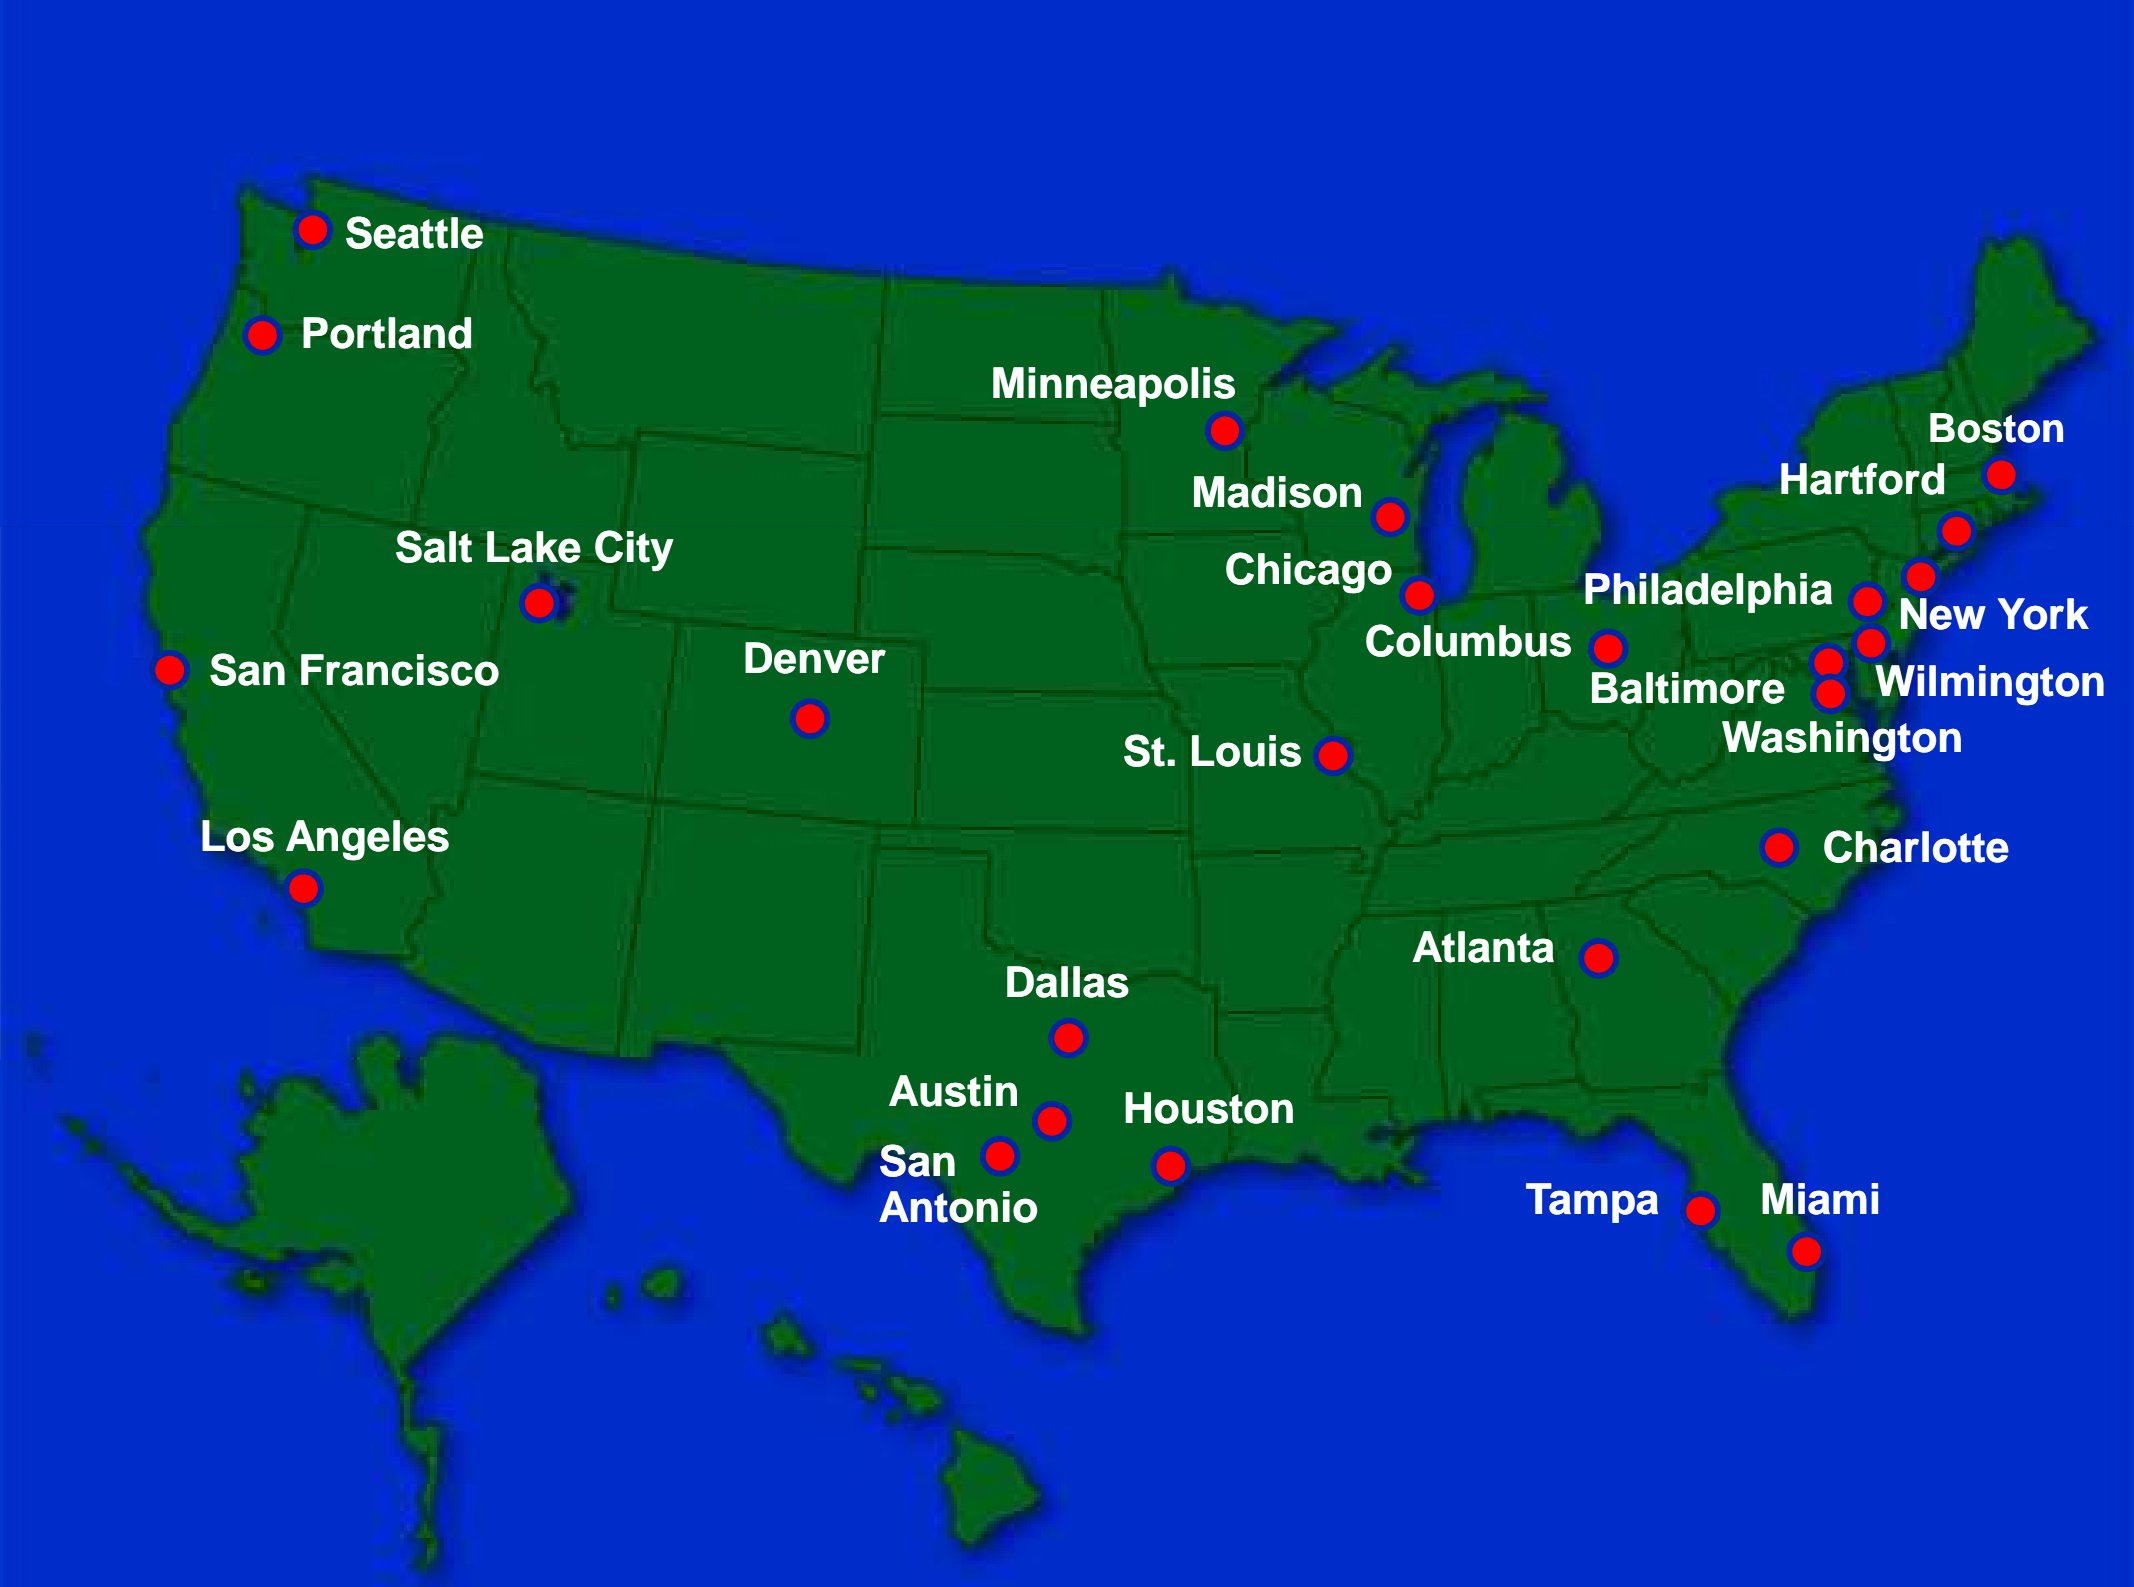 Seattle
Portland
Minneapolis
Boston
Hartford
Madison
Salt Lake City
Chicago
Philadelphia
New York
Columbus
San Francisco
Denver
Baltimore
Wilmington
Washington
St. Louis
Los Angeles
Charlotte
Atlanta
Dallas
Austin
Houston
San
Antonio
Tampa
Miami